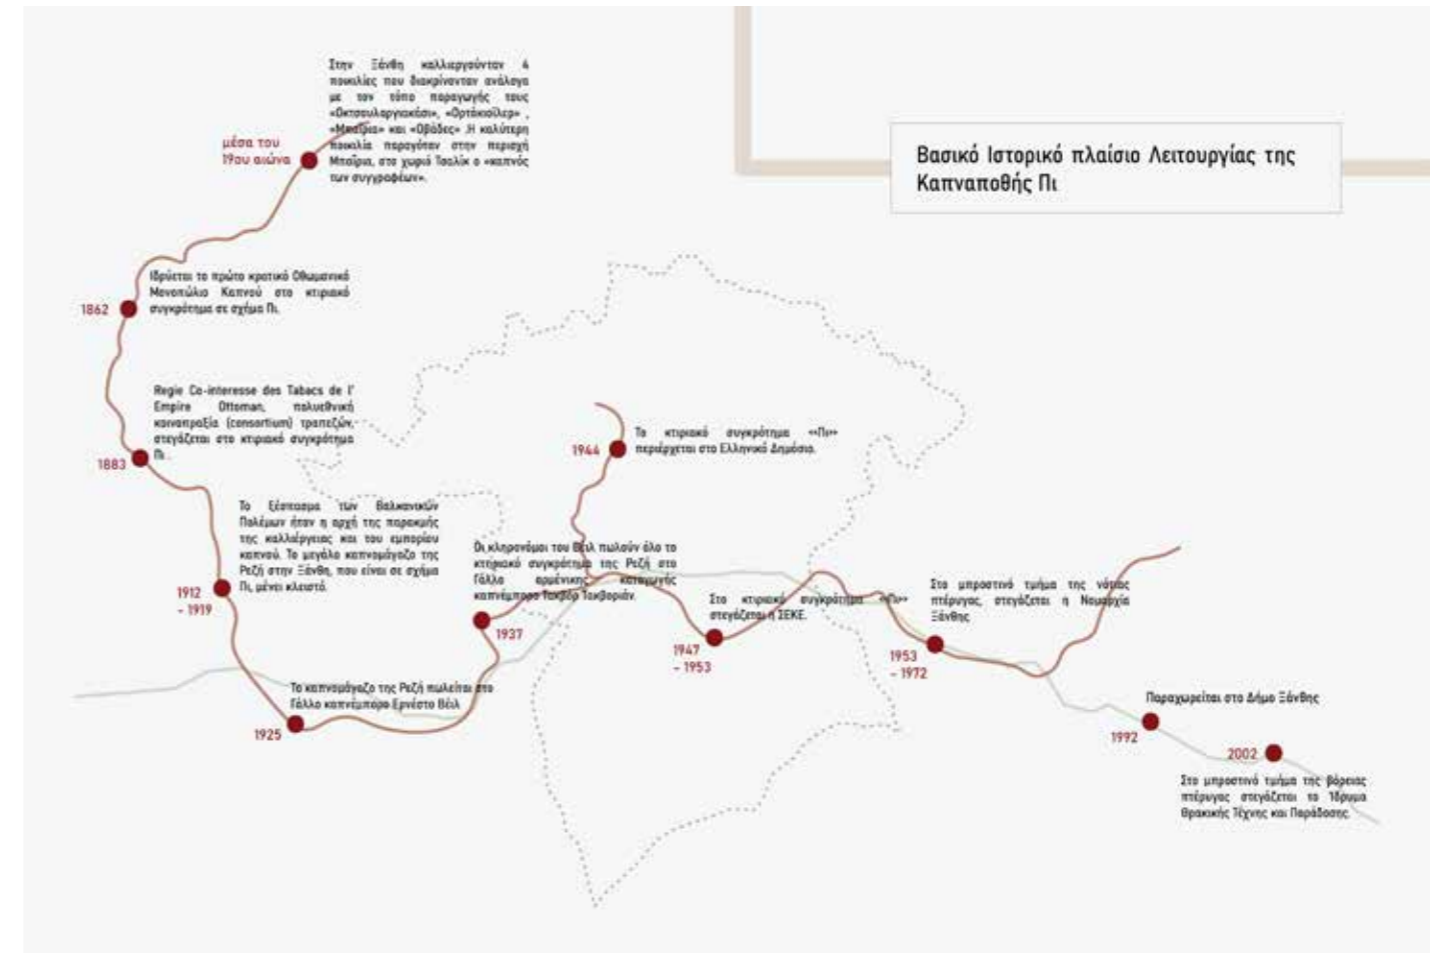 Βασικό Ιστορικό πλαίσιο Λειτουργίας της
Καπναποθής Πι
μέσα του
19ου αιώνα
Στην Ξάνθη καλλιεργούνταν 4
ποικιλίες που διακρίνονταν ανάλογα
με τον τόπο παραγωγής τους
«Οκτσουλαργιακάσι», «Ορτάκιοϊλερ» ,
«Μπαΐρια» και «Οβάδες» .Η καλύτερη
ποικιλία παραγόταν στην περιοχή
Μπαΐρια, στο χωριό Τσαλίκ ο «καπνός
των συγγραφέων».
1862
Ιδρύεται το πρώτο κρατικό Οθωμανικό
Μονοπώλιο Καπνού στο κτιριακό
συγκρότημα σε σχήμα Πι.
1883
Regie Co-interesse des Tabacs de l'
Empire Ottoman, πολυεθνική
κοινοπραξία (consortium) τραπεζών,
στεγάζεται στο κτιριακό συγκρότημα
Πι .
1912
- 1919
Το ξέσπασμα των Βαλκανικών
Πολέμων ήταν η αρχή της παρακμής
της καλλιέργειας και του εμπορίου
καπνού. Το μεγάλο καπνομάγαζο της
Ρεζή στην Ξάνθη, που είναι σε σχήμα
Πι, μένει κλειστό.
1925
Το καπνομάγαζο της Ρεζή πωλείται στο
Γάλλο καπνέμπορο Ερνέστο Βέιλ
1937
Οι κληρονόμοι του Βέιλ πωλούν όλο το
κτηριακό συγκρότημα της Ρεζή στο
Γάλλο αρμένικης καταγωγής
καπνέμπορο Τακβόρ Τακβοριάν.
1944
Το κτιριακό συγκρότημα <<Πι>>
περιέρχεται στο Ελληνικό Δημόσιο.
1947
- 1953
Στο κτιριακό συγκρότημα <<Πι>>
στεγάζεται η ΣΕΚΕ.
1953
- 1972
Στο μπροστινό τμήμα της νότιας
πτέρυγας, στεγάζεται η Νομαρχία
Ξάνθης
1992
Παραχωρείται στο Δήμο Ξάνθης
2002
Στο μπροστινό τμήμα της βόρειας
πτέρυγας στεγάζεται το Ίδρυμα
Θρακικής Τέχνης και Παράδοσης.